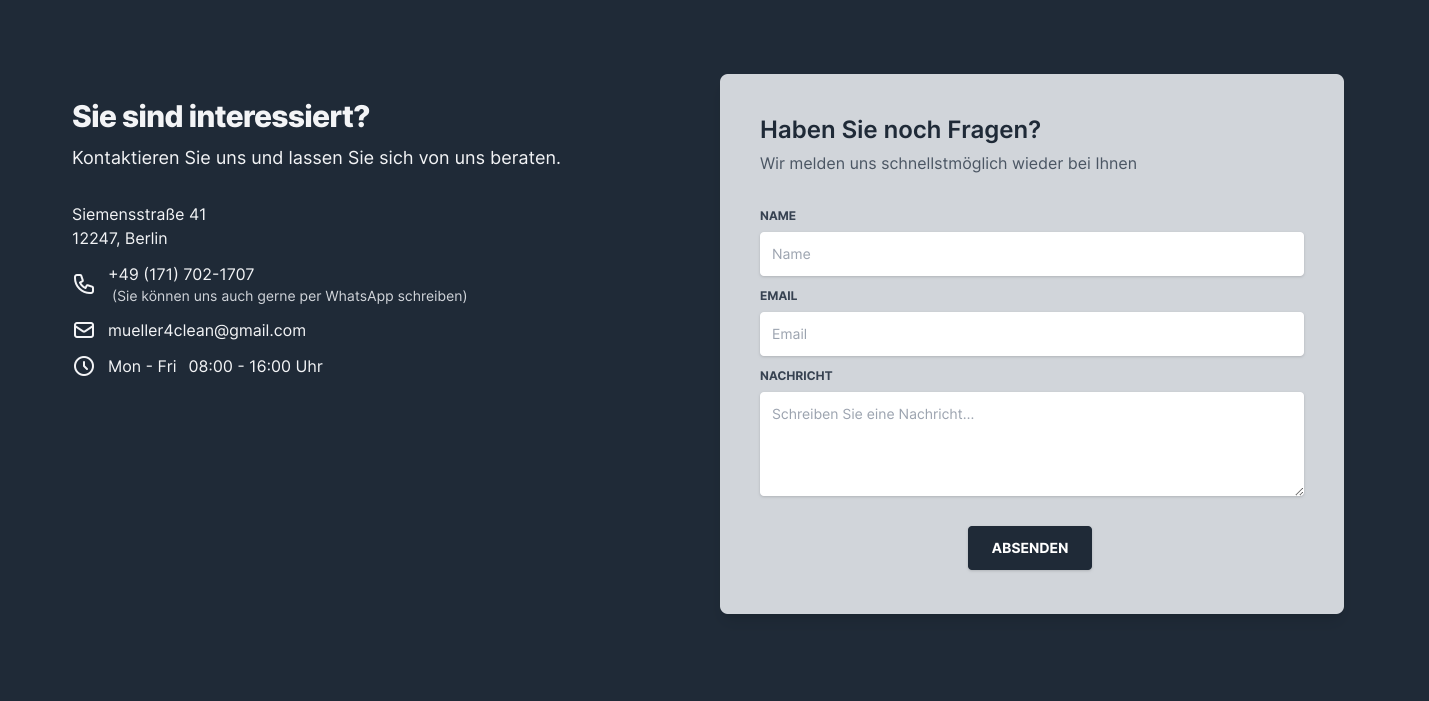 Sie sind interessiert?
Kontaktieren Sie uns und lassen Sie sich von uns beraten.
Siemensstraße 41
12247, Berlin
+49 (171) 702-1707
(Sie können uns auch gerne per WhatsApp schreiben)
mueller4clean@gmail.com
Mon - Fri 08:00 - 16:00 Uhr
Haben Sie noch Fragen?
Wir melden uns schnellstmöglich wieder bei Ihnen
NAME
Name
EMAIL
Email
NACHRICHT
Schreiben Sie eine Nachricht...
ABSENDEN